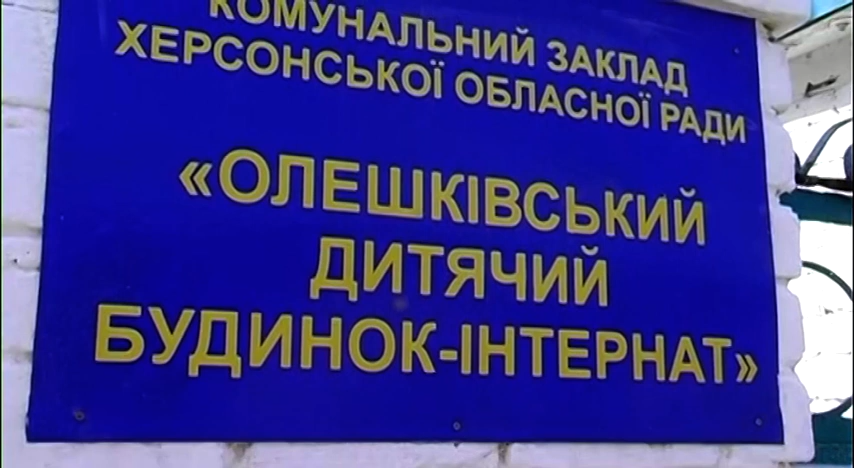 КОМУНАЛЬНИЙ ЗАКЛАД
ХЕРСОНСЬКОЇ ОБЛАСНОЇ РАДИ
«ОЛЕШКІВСЬКИЙ
ДИТЯЧИЙ
БУДИНОК-ІНТЕРНАТ»